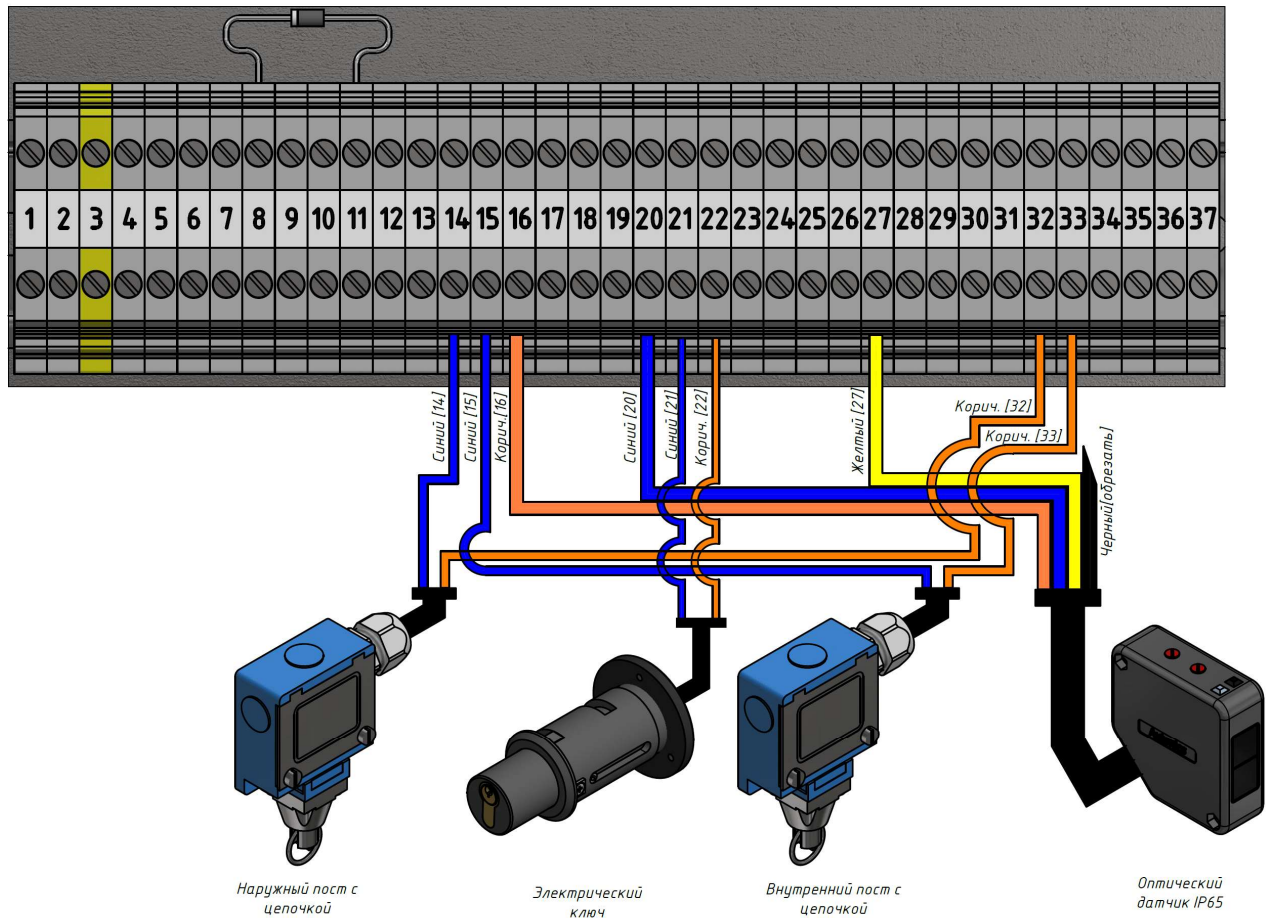 1 2 3 4 5 6 7 8 9 10 11 12 13 14 15 16 17 18 19 20 21 22 23 24 25 26 27 28 29 30 31 32 33 34 35 36 37
Синий [14]
Синий [15]
Корич.[16]
Синий [20]
Синий [21]
Корич. [22]
Желтый [27]
Корич. [32]
Корич. [33]
Черный[обрезать]
Наружный пост с
цепочкой
Электрический
ключ
Внутренний пост с
цепочкой
Оптический
датчик IP65